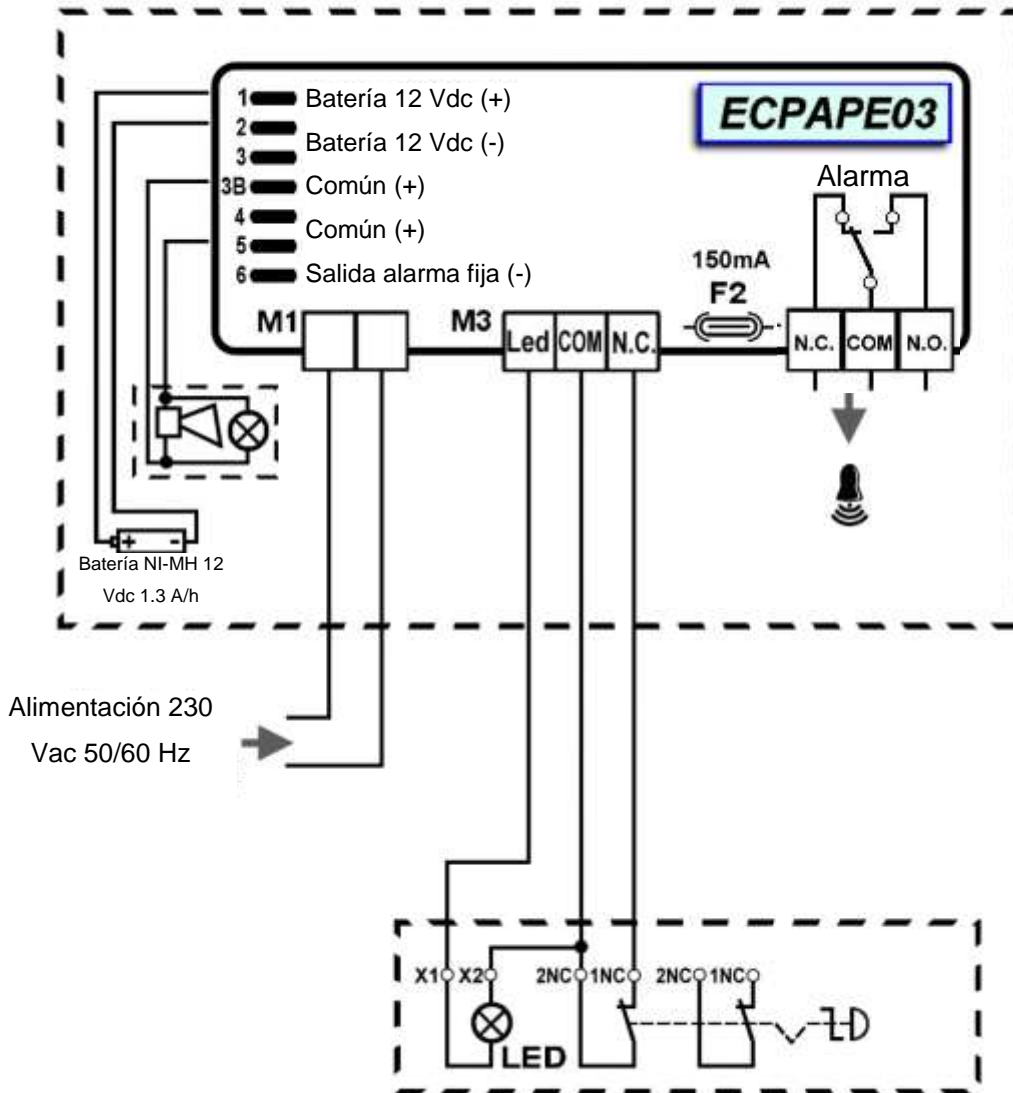 ECPAPE03
1 Batería 12 Vdc (+)
2
3 Batería 12 Vdc (-)
3B Común (+)
4
5 Común (+)
6 Salida alarma fija (-)
Alarma
150mA
F2
M1
M3
Led COM N.C.
N.C. COM N.O.
+ -
Batería NI-MH 12
Vdc 1.3 A/h
Alimentación 230
Vac 50/60 Hz
X1 X2 2NC 1NC 2NC 1NC
LED